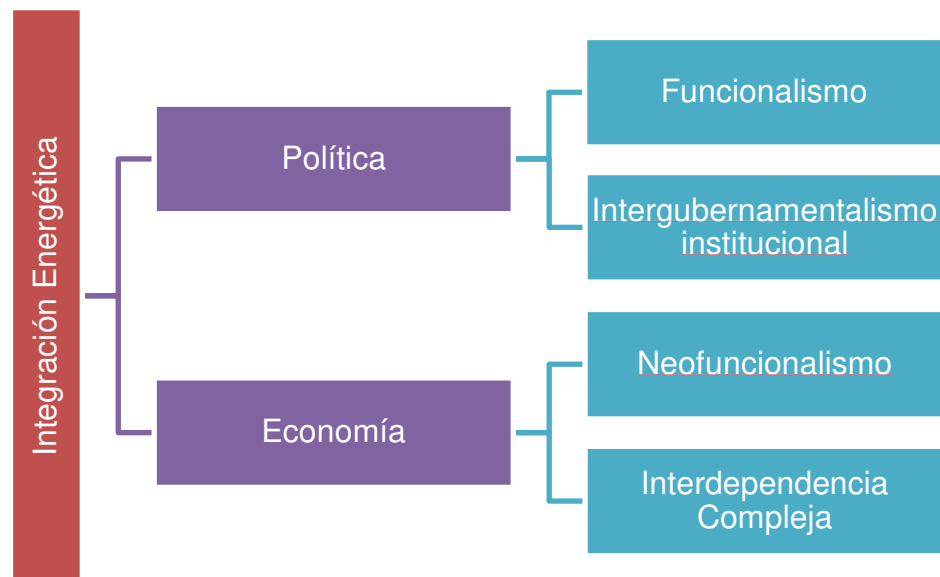 Integración Energética
Política
Funcionalismo
Intergubernamentalismo
institucional
Economía
Neofuncionalismo
Interdependencia
Compleja